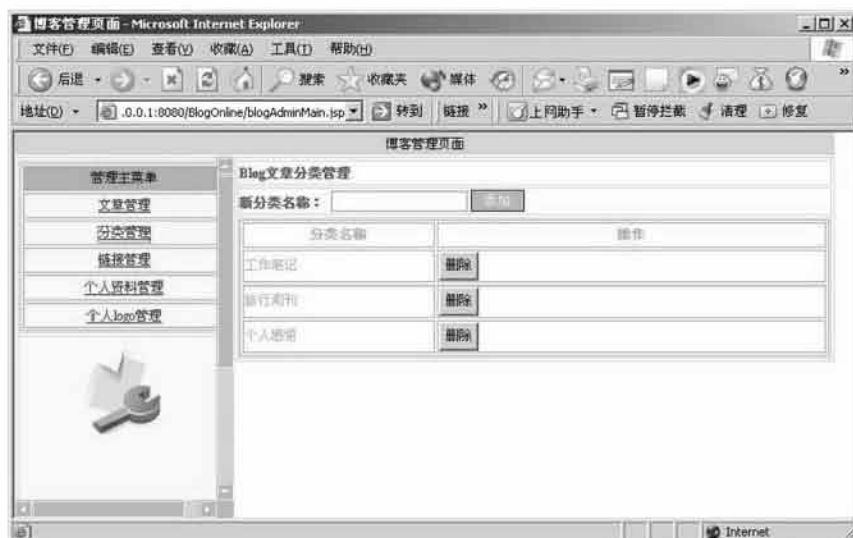 博客管理页面 - Microsoft Internet Explorer
文件(F) 编辑(E) 查看(V) 收藏(A) 工具(T) 帮助(H)
后退 搜索 收藏夹 媒体 »
地址(D) .0.0.1:8080/BlogOnline/blogAdminMain.jsp 转到 链接 » 上网助手 暂停拦截 清理 修复
博客管理页面
管理主菜单
文章管理
分类管理
链接管理
个人资料管理
个人logo管理
Blog文章分类管理
新分类名称： 添加
分类名称 操作
工作笔记 删除
旅行周刊 删除
个人感悟 删除
Internet